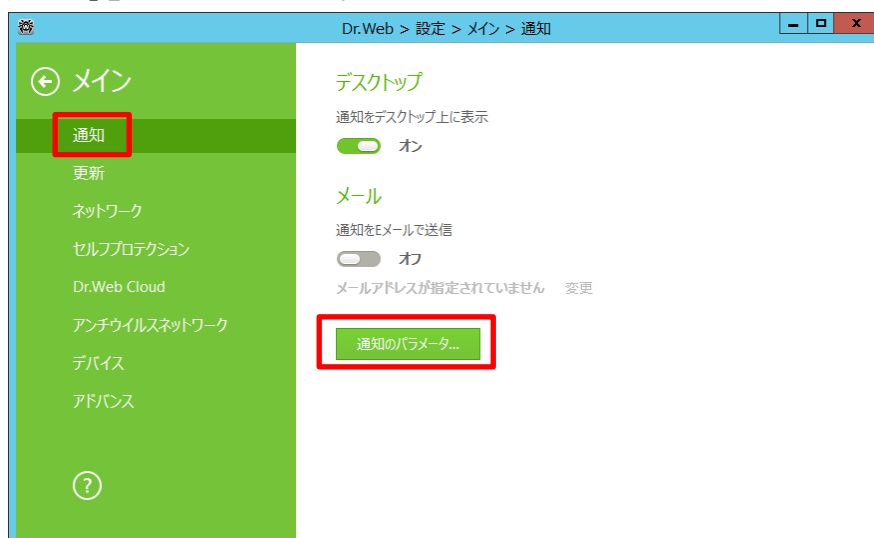 Dr.Web > 設定 > メイン > 通知
メイン
通知
更新
ネットワーク
セルフプロテクション
Dr.Web Cloud
アンチウイルスネットワーク
デバイス
アドバンス
?
デスクトップ
通知をデスクトップ上に表示
オン
メール
通知をEメールで送信
オフ
メールアドレスが指定されていません 変更
通知のパラメータ...